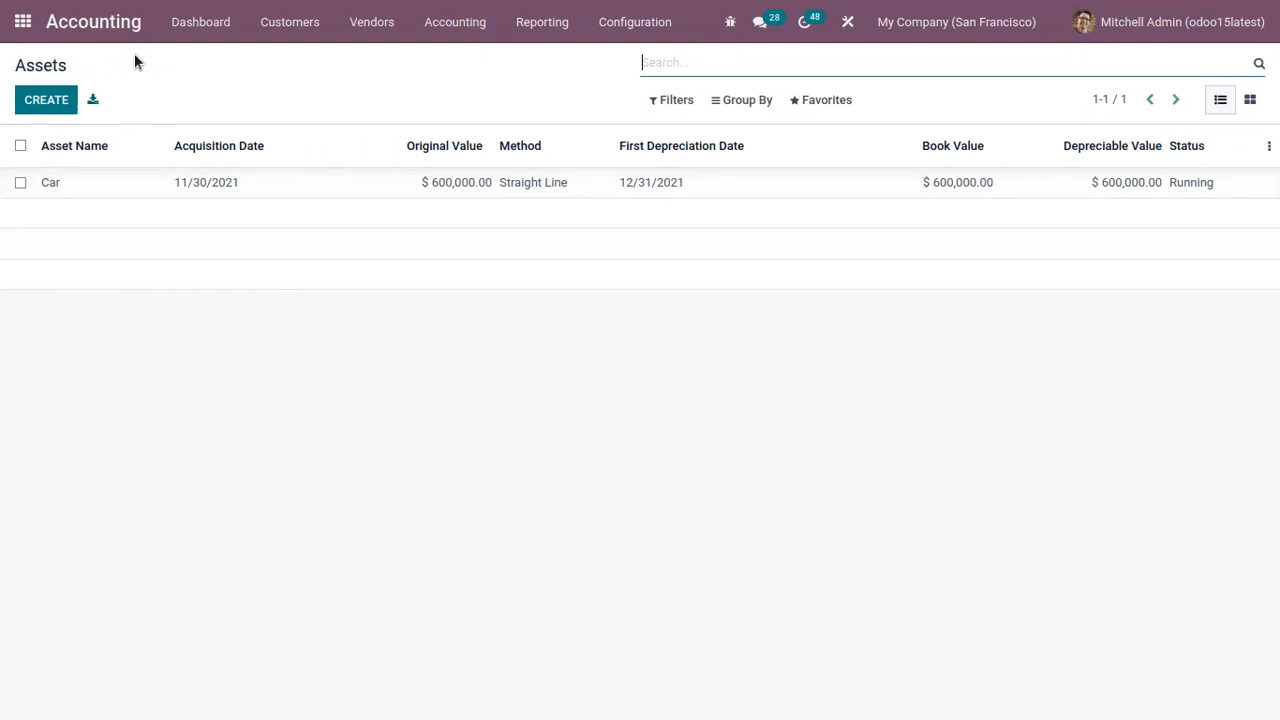 Accounting Dashboard Customers Vendors Accounting Reporting Configuration 28 48 My Company (San Francisco) Mitchell Admin (odoo15latest)
Assets Search...
CREATE Filters Group By Favorites 1-1 / 1
Asset Name Acquisition Date Original Value Method First Depreciation Date Book Value Depreciable Value Status
Car 11/30/2021 $ 600,000.00 Straight Line 12/31/2021 $ 600,000.00 $ 600,000.00 Running